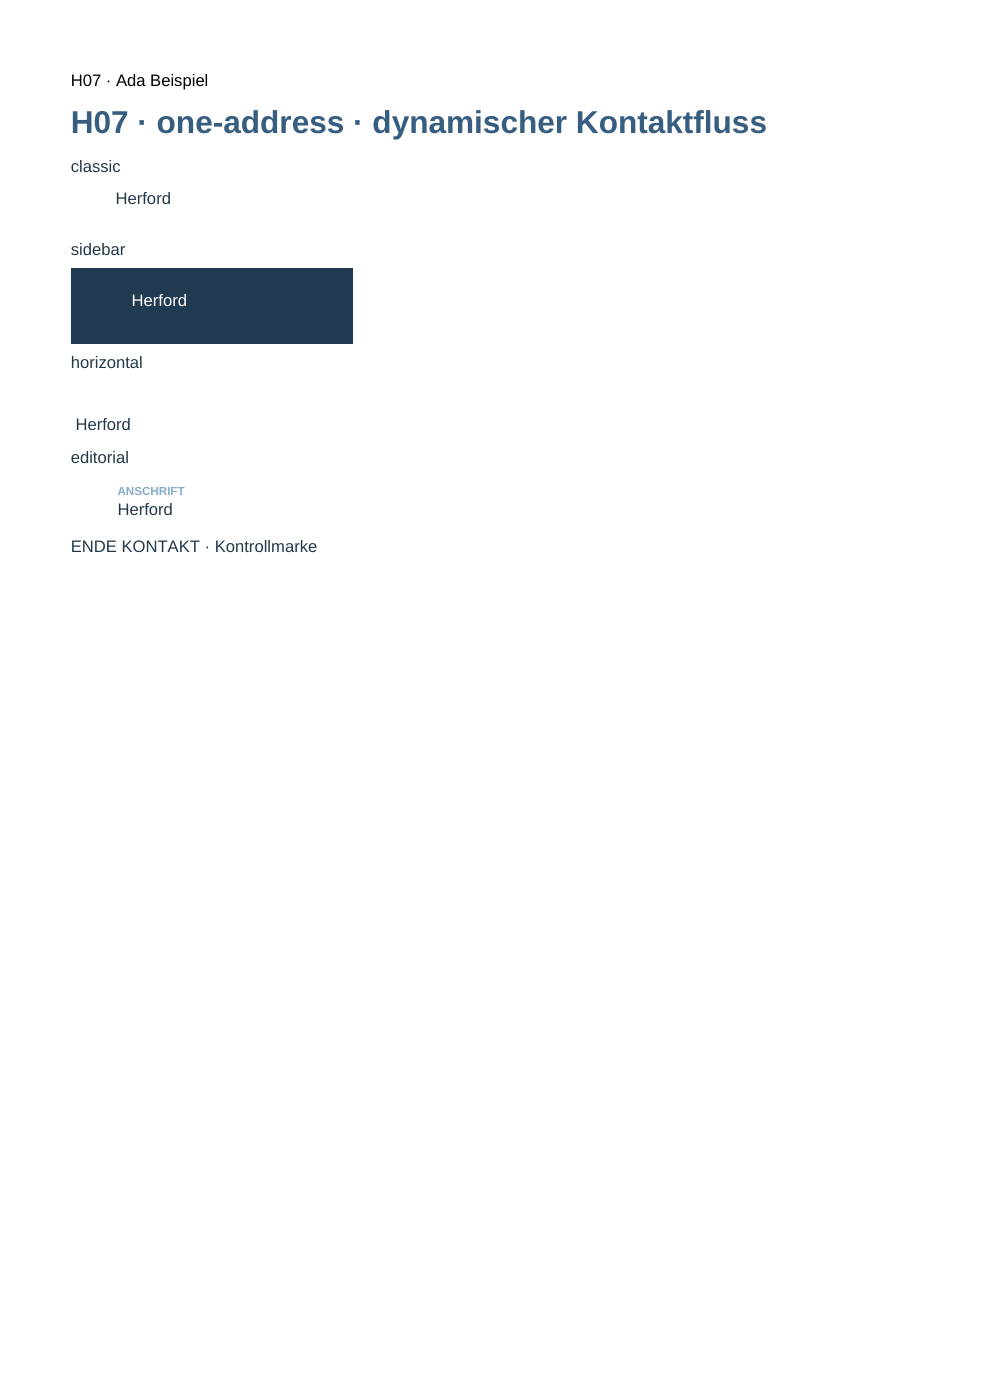 H07 · Ada Beispiel
H07 · one-address · dynamischer Kontaktfluss
classic
Herford
sidebar
Herford
horizontal
Herford
editorial
ANSCHRIFT
Herford
ENDE KONTAKT · Kontrollmarke